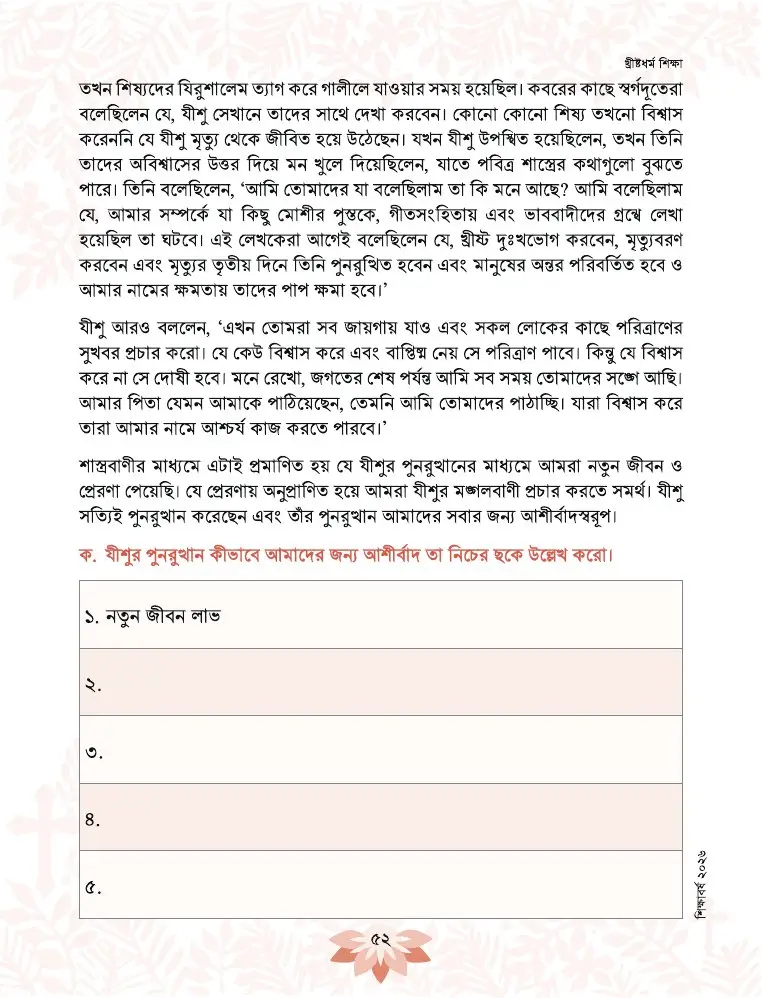 খ্রীষ্টধর্ম শিক্ষা
তখন শিষ্যদের যিরুশালেম ত্যাগ করে গালীলে যাওয়ার সময় হয়েছিল। কবরের কাছে স্বর্গদূতেরা
বলেছিলেন যে, যীশু সেখানে তাদের সাথে দেখা করবেন। কোনো কোনো শিষ্য তখনো বিশ্বাস
করেননি যে যীশু মৃত্যু থেকে জীবিত হয়ে উঠেছেন। যখন যীশু উপস্থিত হয়েছিলেন, তখন তিনি
তাদের অবিশ্বাসের উত্তর দিয়ে মন খুলে দিয়েছিলেন, যাতে পবিত্র শাস্ত্রের কথাগুলো বুঝতে
পারে। তিনি বলেছিলেন, ‘আমি তোমাদের যা বলেছিলাম তা কি মনে আছে? আমি বলেছিলাম
যে, আমার সম্পর্কে যা কিছু মোশীর পুস্তকে, গীতসংহিতায় এবং ভাববাদীদের গ্রন্থে লেখা
হয়েছিল তা ঘটবে। এই লেখকেরা আগেই বলেছিলেন যে, খ্রীষ্ট দুঃখভোগ করবেন, মৃত্যুবরণ
করবেন এবং মৃত্যুর তৃতীয় দিনে তিনি পুনরুত্থিত হবেন এবং মানুষের অন্তর পরিবর্তিত হবে ও
আমার নামের ক্ষমতায় তাদের পাপ ক্ষমা হবে।’
যীশু আরও বললেন, ‘এখন তোমরা সব জায়গায় যাও এবং সকল লোকের কাছে পরিত্রাণের
সুখবর প্রচার করো। যে কেউ বিশ্বাস করে এবং বাপ্তিষ্ম নেয় সে পরিত্রাণ পাবে। কিন্তু যে বিশ্বাস
করে না সে দোষী হবে। মনে রেখো, জগতের শেষ পর্যন্ত আমি সব সময় তোমাদের সঙ্গে আছি।
আমার পিতা যেমন আমাকে পাঠিয়েছেন, তেমনি আমি তোমাদের পাঠাচ্ছি। যারা বিশ্বাস করে
তারা আমার নামে আশ্চর্য কাজ করতে পারবে।’
শাস্ত্রবাণীর মাধ্যমে এটাই প্রমাণিত হয় যে যীশুর পুনরুত্থানের মাধ্যমে আমরা নতুন জীবন ও
প্রেরণা পেয়েছি। যে প্রেরণায় অনুপ্রাণিত হয়ে আমরা যীশুর মঙ্গলবাণী প্রচার করতে সমর্থ। যীশু
সত্যিই পুনরুত্থান করেছেন এবং তাঁর পুনরুত্থান আমাদের সবার জন্য আশীর্বাদস্বরূপ।
ক. যীশুর পুনরুত্থান কীভাবে আমাদের জন্য আশীর্বাদ তা নিচের ছকে উল্লেখ করো।
১. নতুন জীবন লাভ
২.
৩.
৪.
৫.
শিক্ষাবর্ষ ২০২৬
৫২